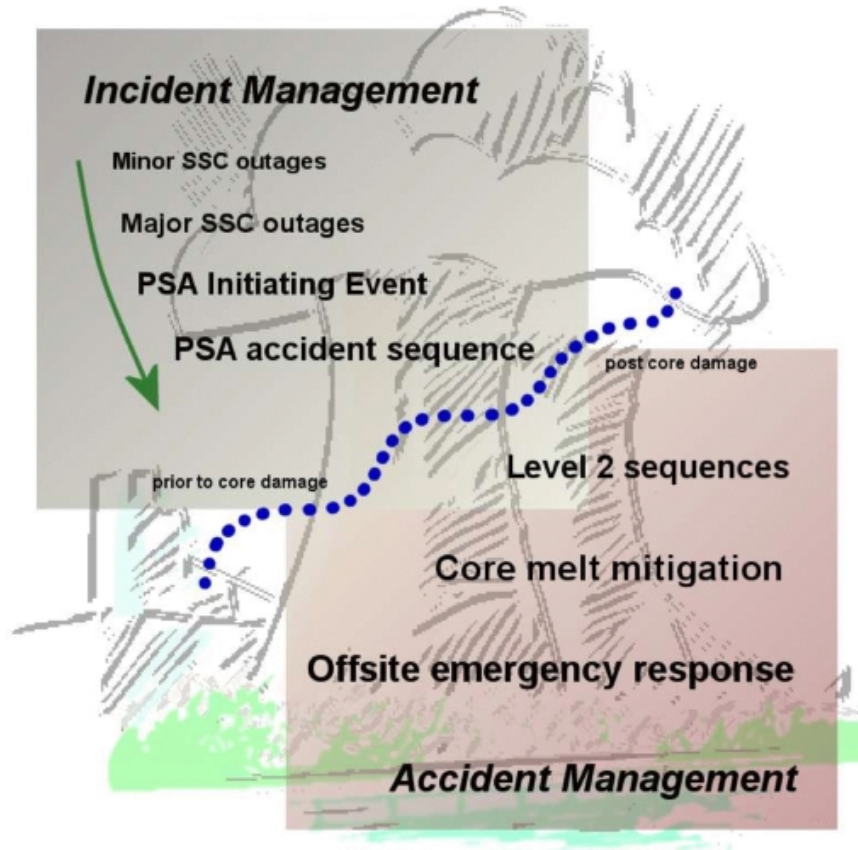 Incident Management
Minor SSC outages
Major SSC outages
PSA Initiating Event
PSA accident sequence
post core damage
prior to core damage
Level 2 sequences
Core melt mitigation
Offsite emergency response
Accident Management